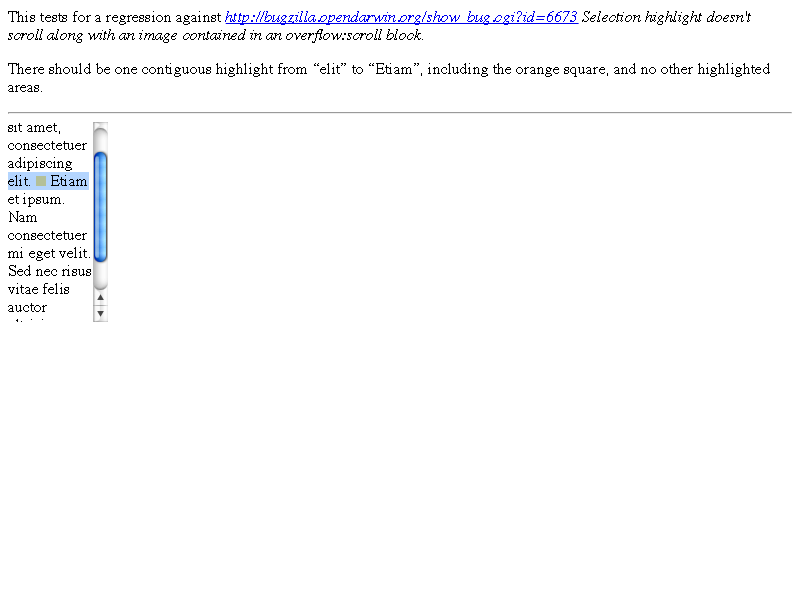 This tests for a regression against http://bugzilla.opendarwin.org/show_bug.cgi?id=6673 Selection highlight doesn't
scroll along with an image contained in an overflow:scroll block.
There should be one contiguous highlight from “elit” to “Etiam”, including the orange square, and no other highlighted
areas.
sit amet,
consectetuer
adipiscing
elit. Etiam
et ipsum.
Nam
consectetuer
mi eget velit.
Sed nec risus
vitae felis
auctor